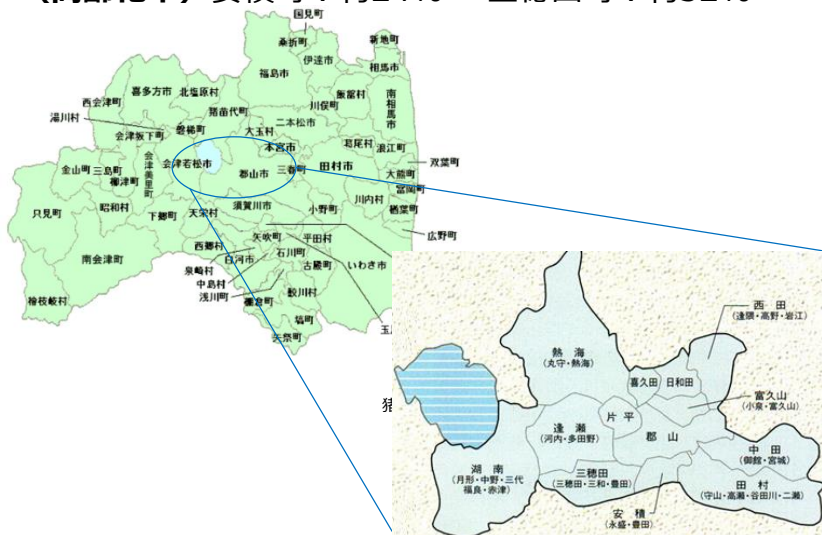 国見町
桑折町
新地町
伊達市
相馬市
福島市
喜多方市
北塩原村
飯舘村
南相馬市
西会津町
猪苗代町
川俣町
二本松市
湯川村
磐梯町
大玉村
会津坂下町
本宮市
葛尾村
浪江町
双葉町
会津若松市
田村市
金山町
三島町
会津美里町
郡山市
三春町
大熊町
柳津町
富岡町
川内村
昭和村
須賀川市
楢葉町
只見町
下郷町
天栄村
小野町
広野町
矢吹町
平田村
西郷村
石川町
南会津町
白河市
古殿町
いわき市
泉崎村
中島村
鮫川村
浅川町
棚倉町
檜枝岐村
塙町
矢祭町
西田
(逢隈・高野・岩江)
熱海
(丸守・熱海)
喜久田
日和田
富久山
(小泉・富久山)
片平
逢瀬
(河内・多田野)
郡山
中田
(御館・宮城)
湖南
(月形・中野・三代
福良・赤津)
三穂田
(三穂田・三和・豊田)
田村
(守山・高瀬・谷田川・二瀬)
安積
(永盛・豊田)